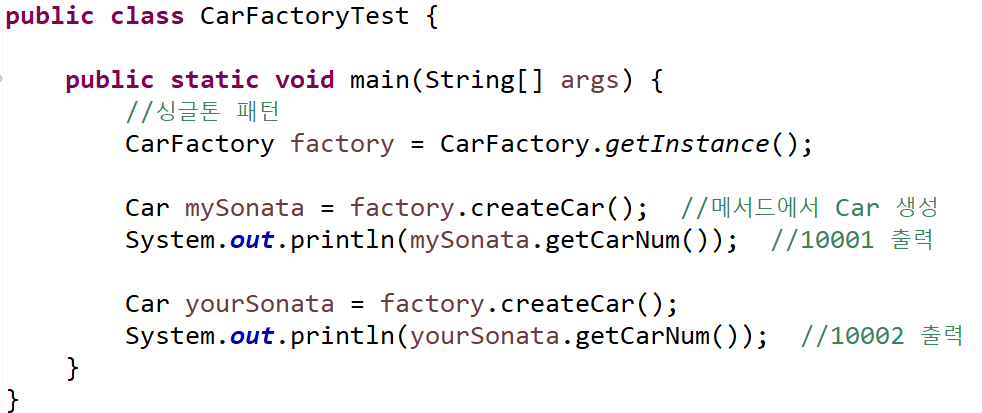 public class CarFactoryTest {
public static void main(String[] args) {
//싱글톤 패턴
CarFactory factory = CarFactory.getInstance();
Car mySonata = factory.createCar();  //메서드에서 Car 생성
System.out.println(mySonata.getCarNum());  //10001 출력
Car yourSonata = factory.createCar();
System.out.println(yourSonata.getCarNum());  //10002 출력
}
}